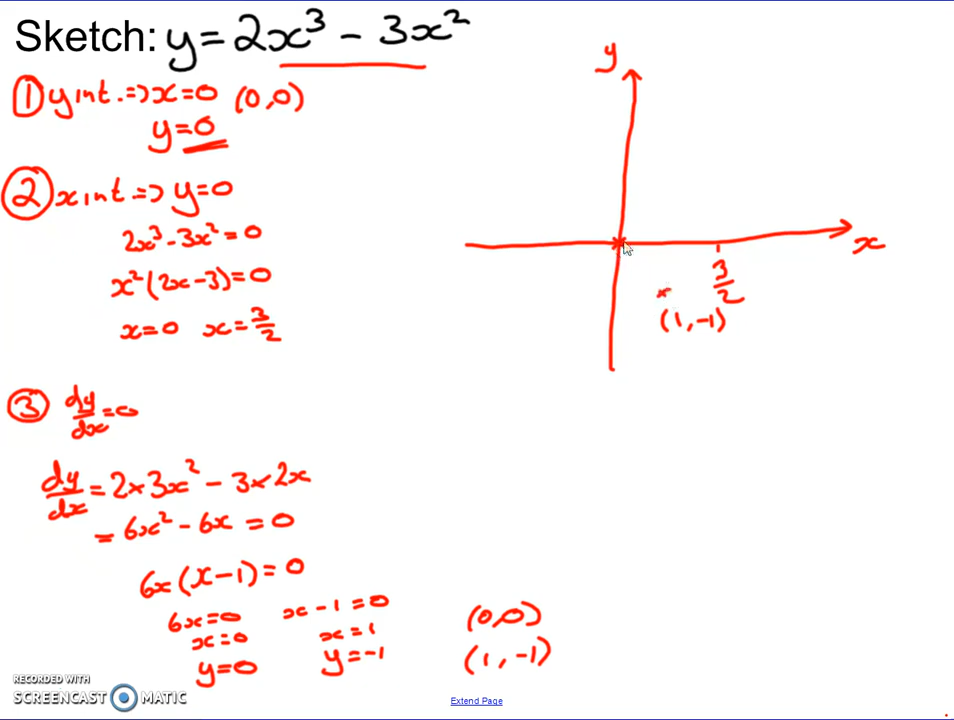 Sketch: y = 2x³ - 3x²
① y int. => x = 0 (0,0)
y = 0
② x int => y = 0
2x³ - 3x² = 0
x²(2x - 3) = 0
x = 0 x = 3/2
③ dy/dx = 0
dy/dx = 2 × 3x² - 3 × 2x
= 6x² - 6x = 0
6x(x - 1) = 0
6x = 0 x - 1 = 0
x = 0 x = 1
y = 0 y = -1
(0,0)
(1, -1)
y
x
3/2
(1, -1)
RECORDED WITH
SCREENCAST MATIC
Extend Page